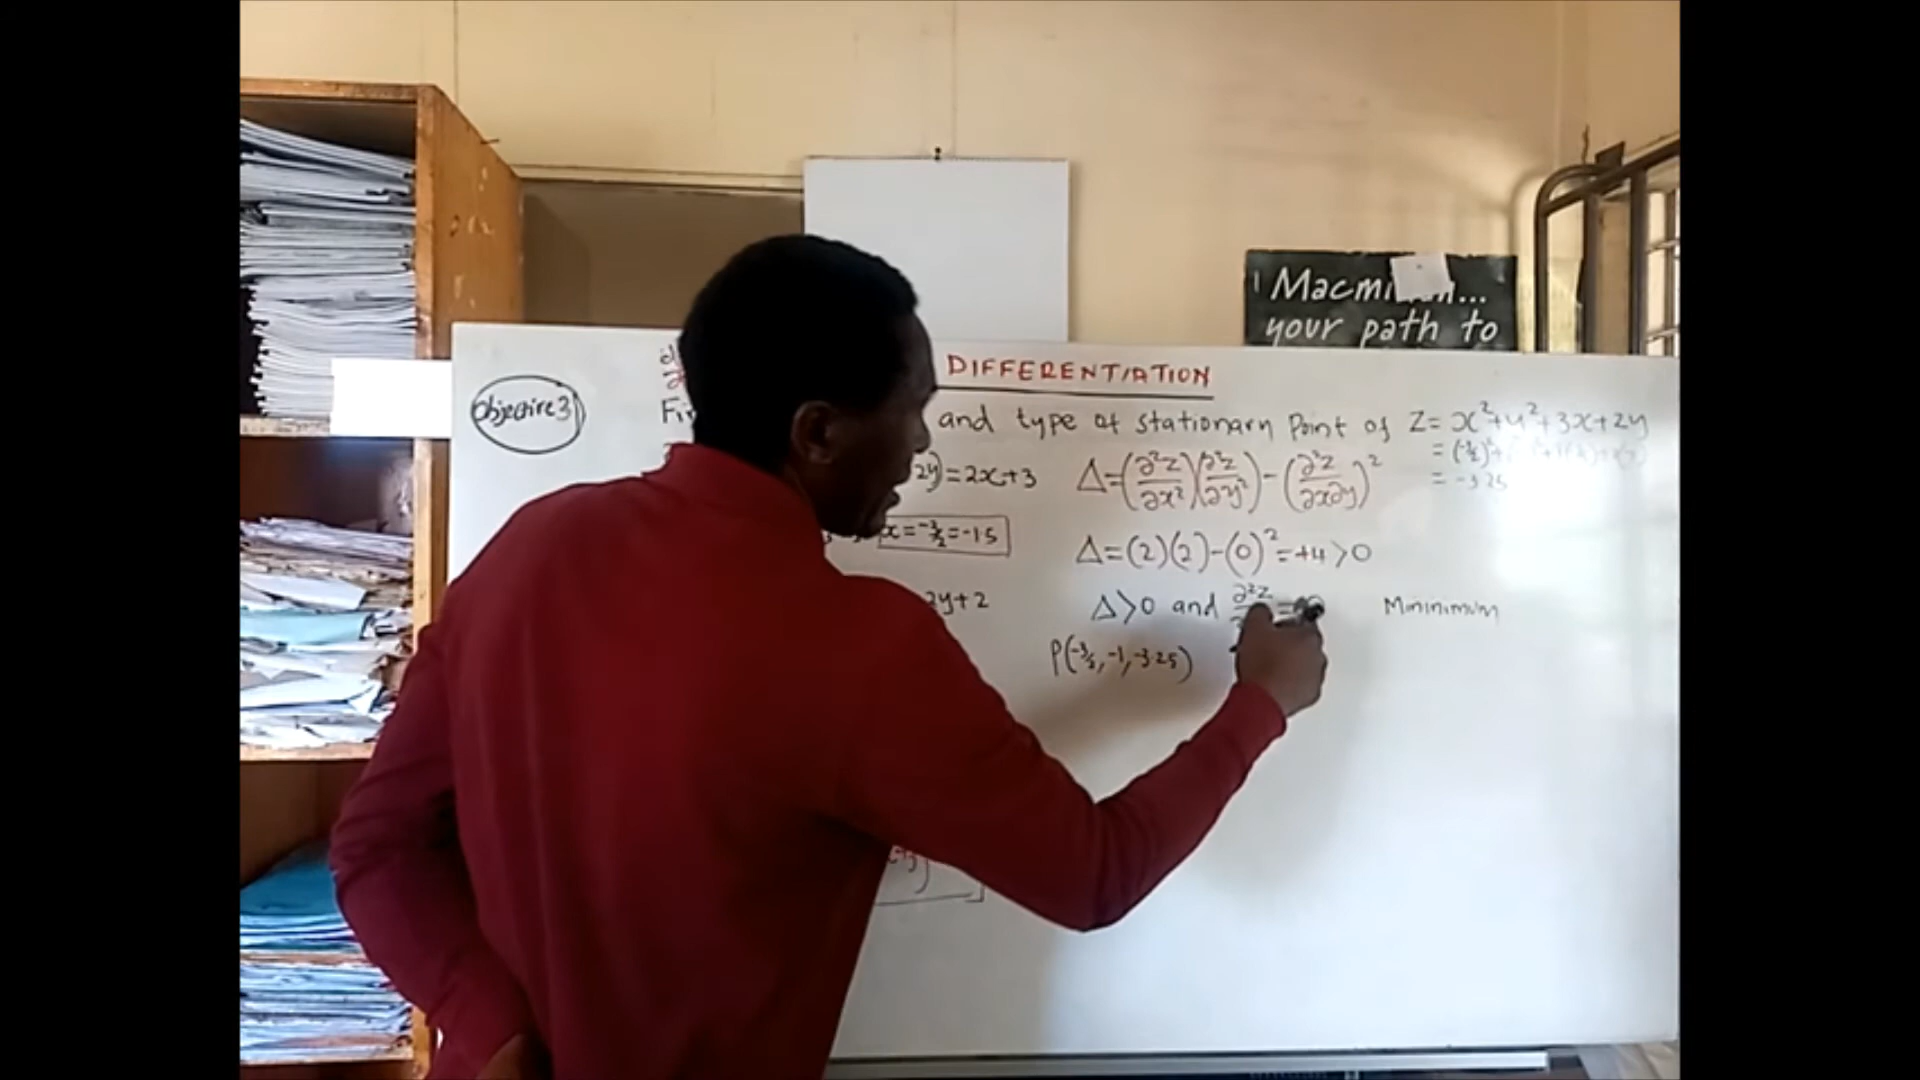 Macmi...
your path to
DIFFERENTIATION
Objective 3
and type of stationary Point of Z = x² + y² + 3x + 2y
= -3.25
2y) = 2x + 3
Δ = (∂²z/∂x²)(∂²z/∂y²) - (∂²z/∂x∂y)²
x = -3/2 = -1.5
Δ = (2)(2) - (0)² = +4 > 0
2y + 2
Δ > 0 and ∂²z
Mininimum
P(-3/2, -1, -3.25)